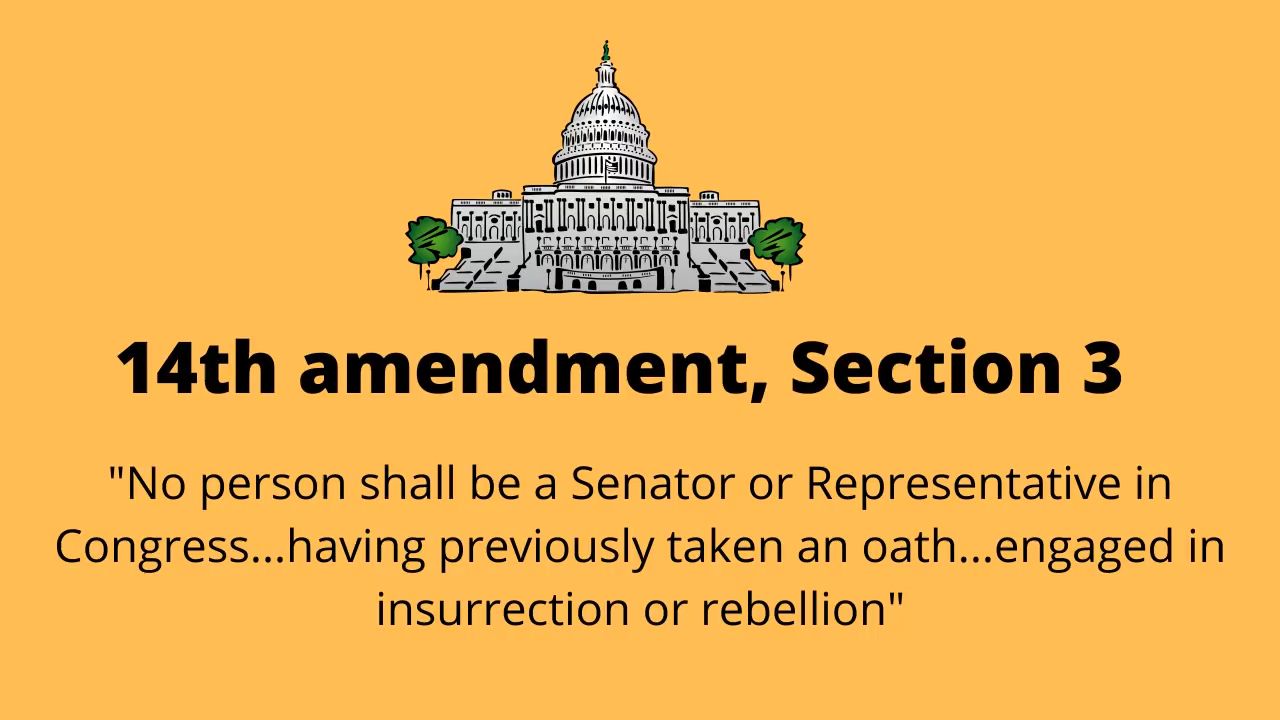 14th amendment, Section 3
"No person shall be a Senator or Representative in
Congress...having previously taken an oath...engaged in
insurrection or rebellion"